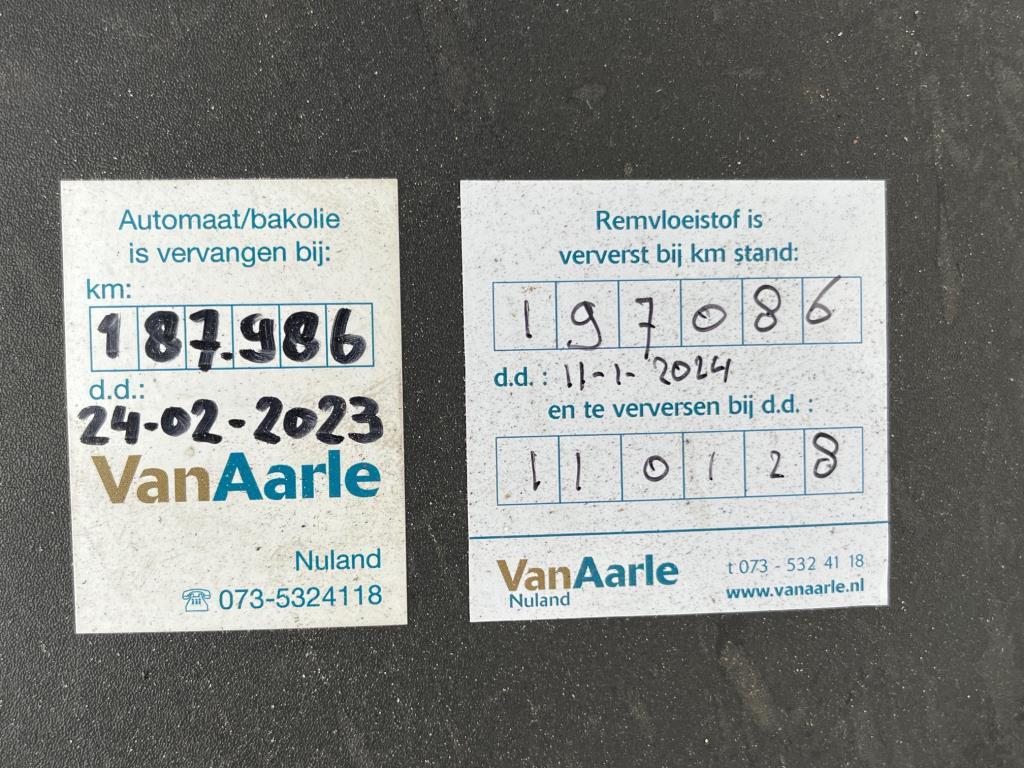 Automaat/bakolie
is vervangen bij:
km:
187.986
d.d.:
24-02-2023
VanAarle
Nuland
073-5324118
Remvloeistof is
ververst bij km stand:
197086
d.d. : 11-1-2024
en te verversen bij d.d. :
110128
VanAarle
Nuland
t 073 - 532 41 18
www.vanaarle.nl